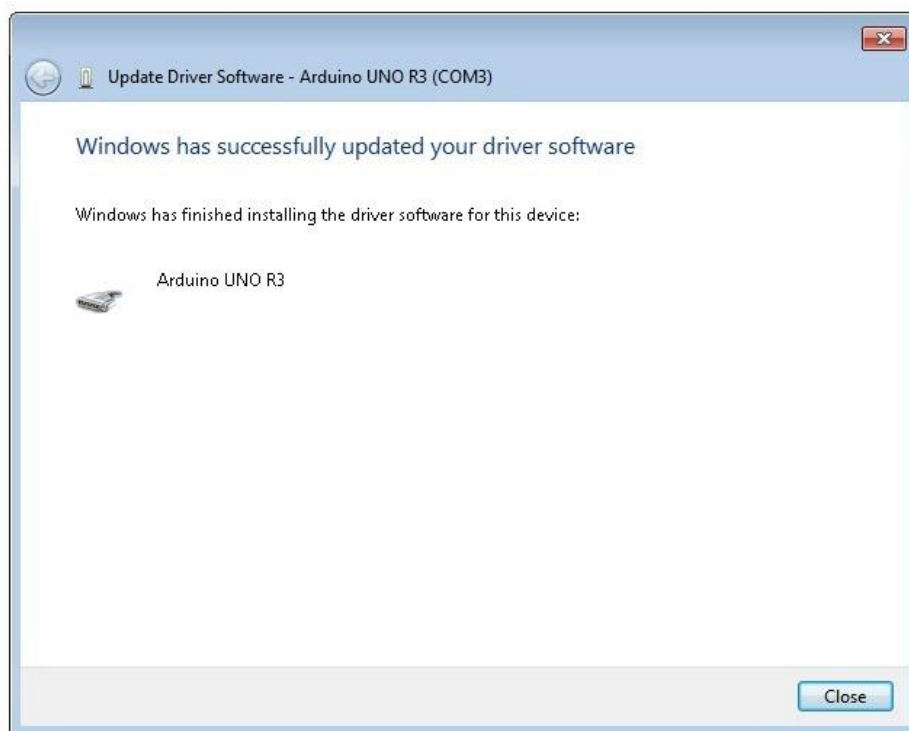 Update Driver Software - Arduino UNO R3 (COM3)
Windows has successfully updated your driver software
Windows has finished installing the driver software for this device:
Arduino UNO R3
Close